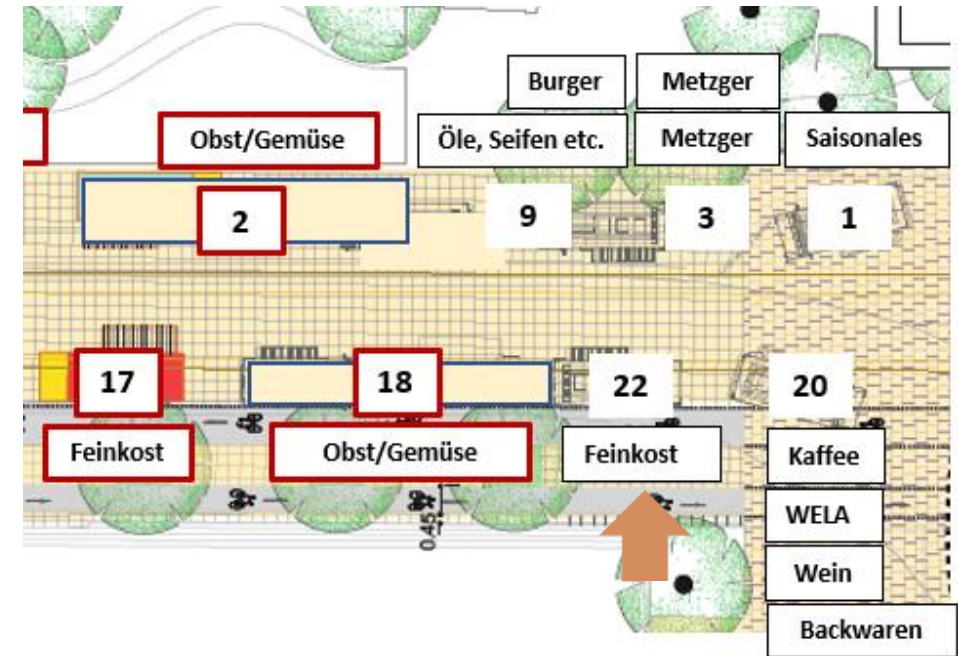 Burger
Metzger
Obst/Gemüse
Öle, Seifen etc.
Metzger
Saisonales
2
9
3
1
17
18
22
20
Feinkost
Obst/Gemüse
Feinkost
Kaffee
0.45
WELA
Wein
Backwaren